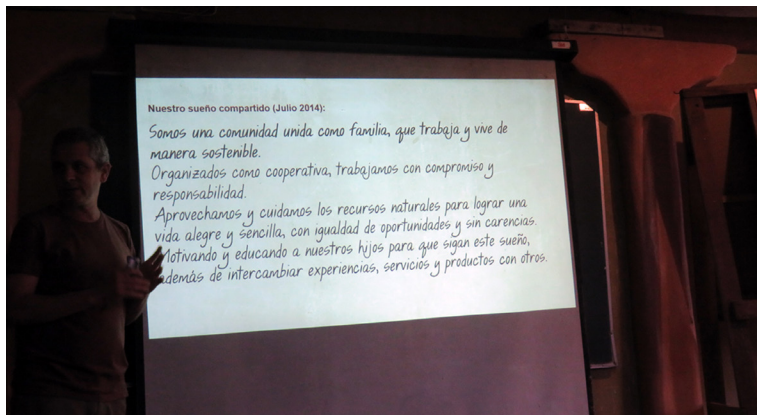 Nuestro sueño compartido (Julio 2014):
Somos una comunidad unida como familia, que trabaja y vive de
manera sostenible.
Organizados como cooperativa, trabajamos con compromiso y
responsabilidad.
Aprovechamos y cuidamos los recursos naturales para lograr una
vida alegre y sencilla, con igualdad de oportunidades y sin carencias.
Motivando y educando a nuestros hijos para que sigan este sueño,
además de intercambiar experiencias, servicios y productos con otros.